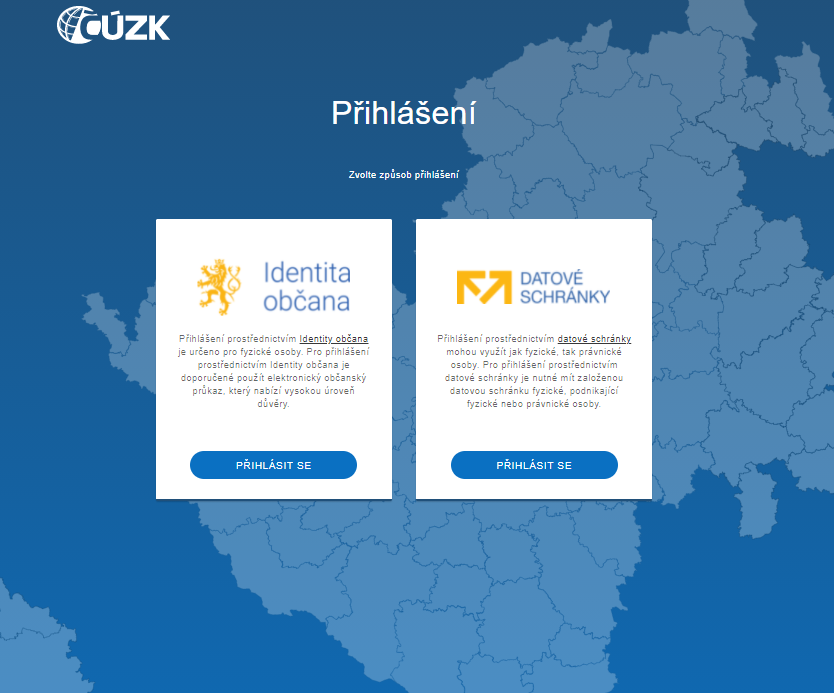 ČÚZK
Přihlášení
Zvolte způsob přihlášení
Identita
občana
Přihlášení prostřednictvím Identity občana
je určeno pro fyzické osoby. Pro přihlášení
prostřednictvím Identity občana je
doporučené použít elektronický občanský
průkaz, který nabízí vysokou úroveň
důvěry.
PŘIHLÁSIT SE
DATOVÉ
SCHRÁNKY
Přihlášení prostřednictvím datové schránky
mohou využít jak fyzické, tak právnické
osoby. Pro přihlášení prostřednictvím
datové schránky je nutné mít založenou
datovou schránku fyzické, podnikající
fyzické nebo právnické osoby.
PŘIHLÁSIT SE